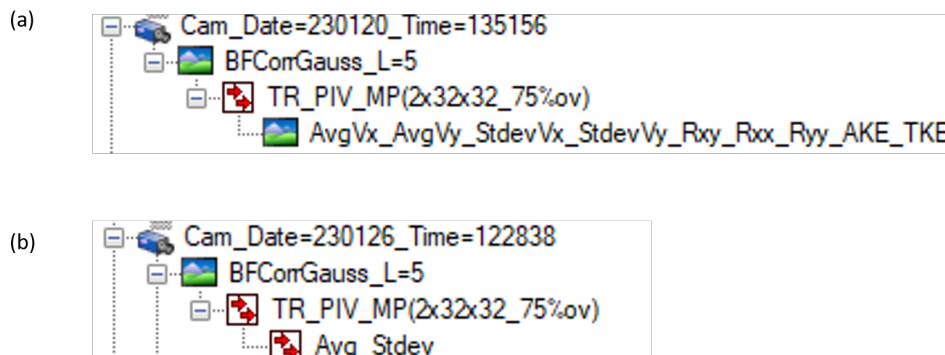 (a)
Cam_Date=230120_Time=135156
BFCorrGauss_L=5
TR_PIV_MP(2x32x32_75%ov)
AvgVx_AvgVy_StdevVx_StdevVy_Rxy_Rxx_Ryy_AKE_TKE
(b)
Cam_Date=230126_Time=122838
BFCorrGauss_L=5
TR_PIV_MP(2x32x32_75%ov)
Avg_Stdev